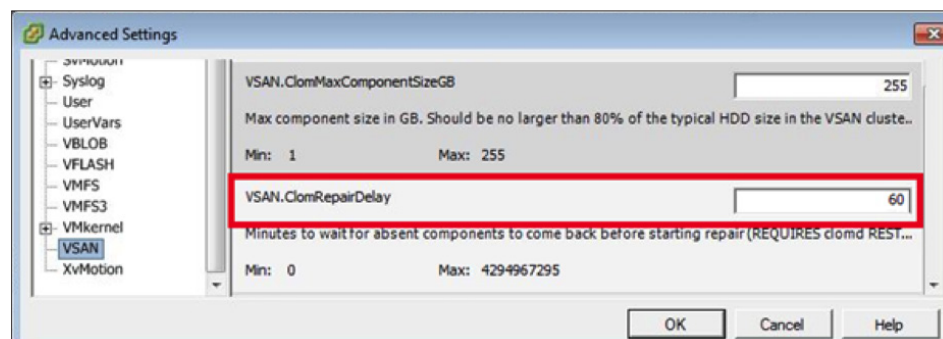 Advanced Settings
SvMotion
Syslog
User
UserVars
VBLOB
VFLASH
VMFS
VMFS3
VMkernel
VSAN
XvMotion
VSAN.ClomMaxComponentSizeGB
255
Max component size in GB. Should be no larger than 80% of the typical HDD size in the VSAN cluste..
Min: 1 Max: 255
VSAN.ClomRepairDelay
60
Minutes to wait for absent components to come back before starting repair (REQUIRES clomd REST...
Min: 0 Max: 4294967295
OK Cancel Help